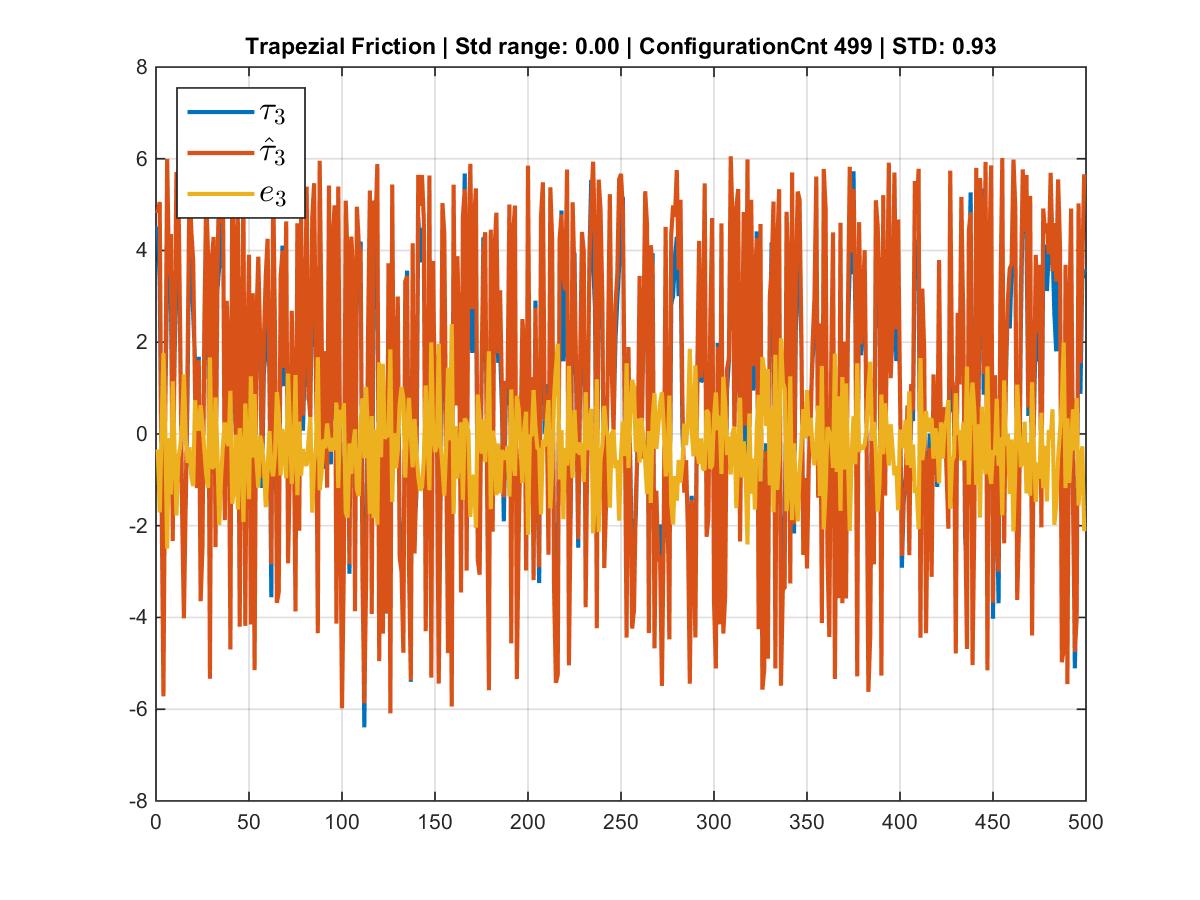 Trapezial Friction | Std range: 0.00 | ConfigurationCnt 499 | STD: 0.93
8
6
4
2
0
-2
-4
-6
-8
τ₃
τ̂₃
e₃
0 50 100 150 200 250 300 350 400 450 500